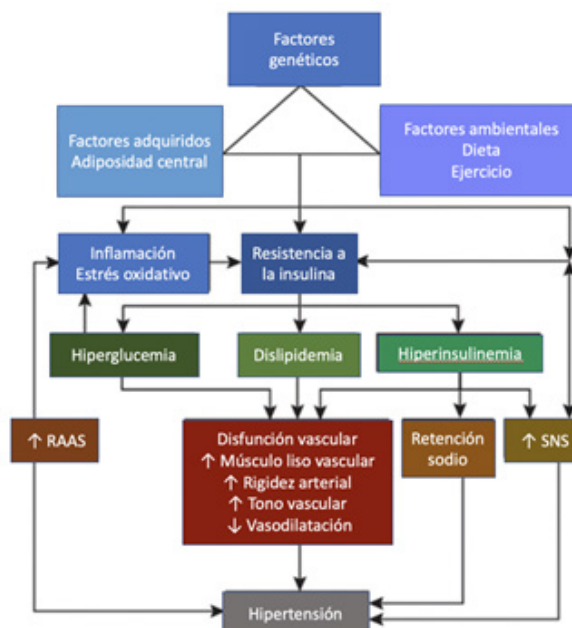 Factores
genéticos
Factores adquiridos
Adiposidad central
Factores ambientales
Dieta
Ejercicio
Inflamación
Estrés oxidativo
Resistencia a
la insulina
Hiperglucemia
Dislipidemia
Hiperinsulinemia
↑ RAAS
Disfunción vascular
↑ Músculo liso vascular
↑ Rigidez arterial
↑ Tono vascular
↓ Vasodilatación
Retención
sodio
↑ SNS
Hipertensión